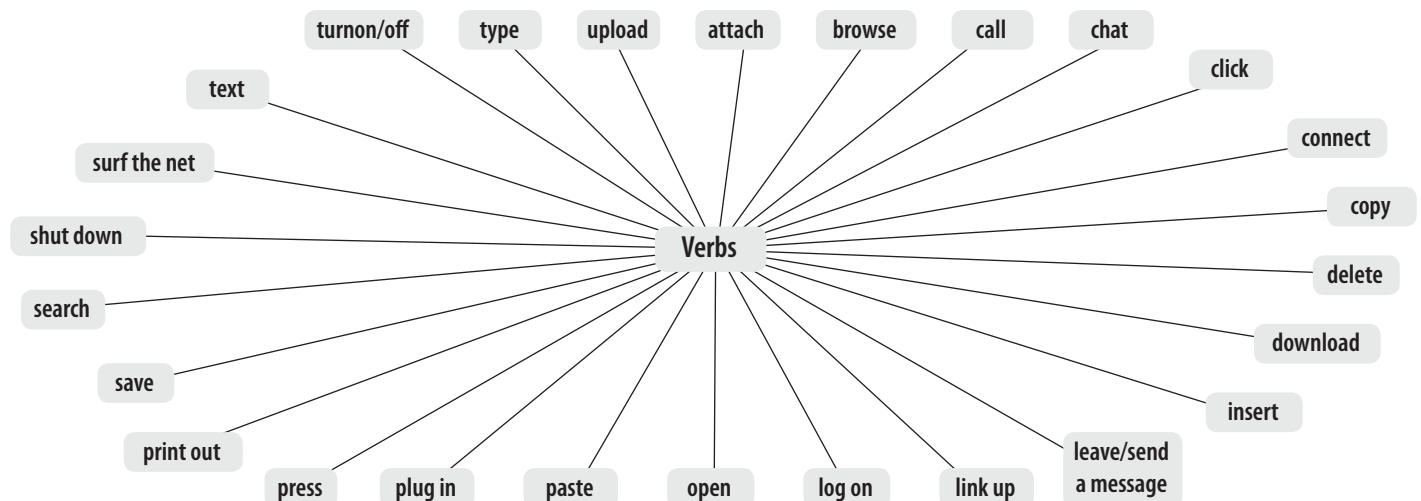 turnon/off
type
upload
attach
browse
call
chat
click
text
connect
surf the net
copy
shut down
Verbs
delete
search
download
save
insert
print out
leave/send
a message
press
plug in
paste
open
log on
link up